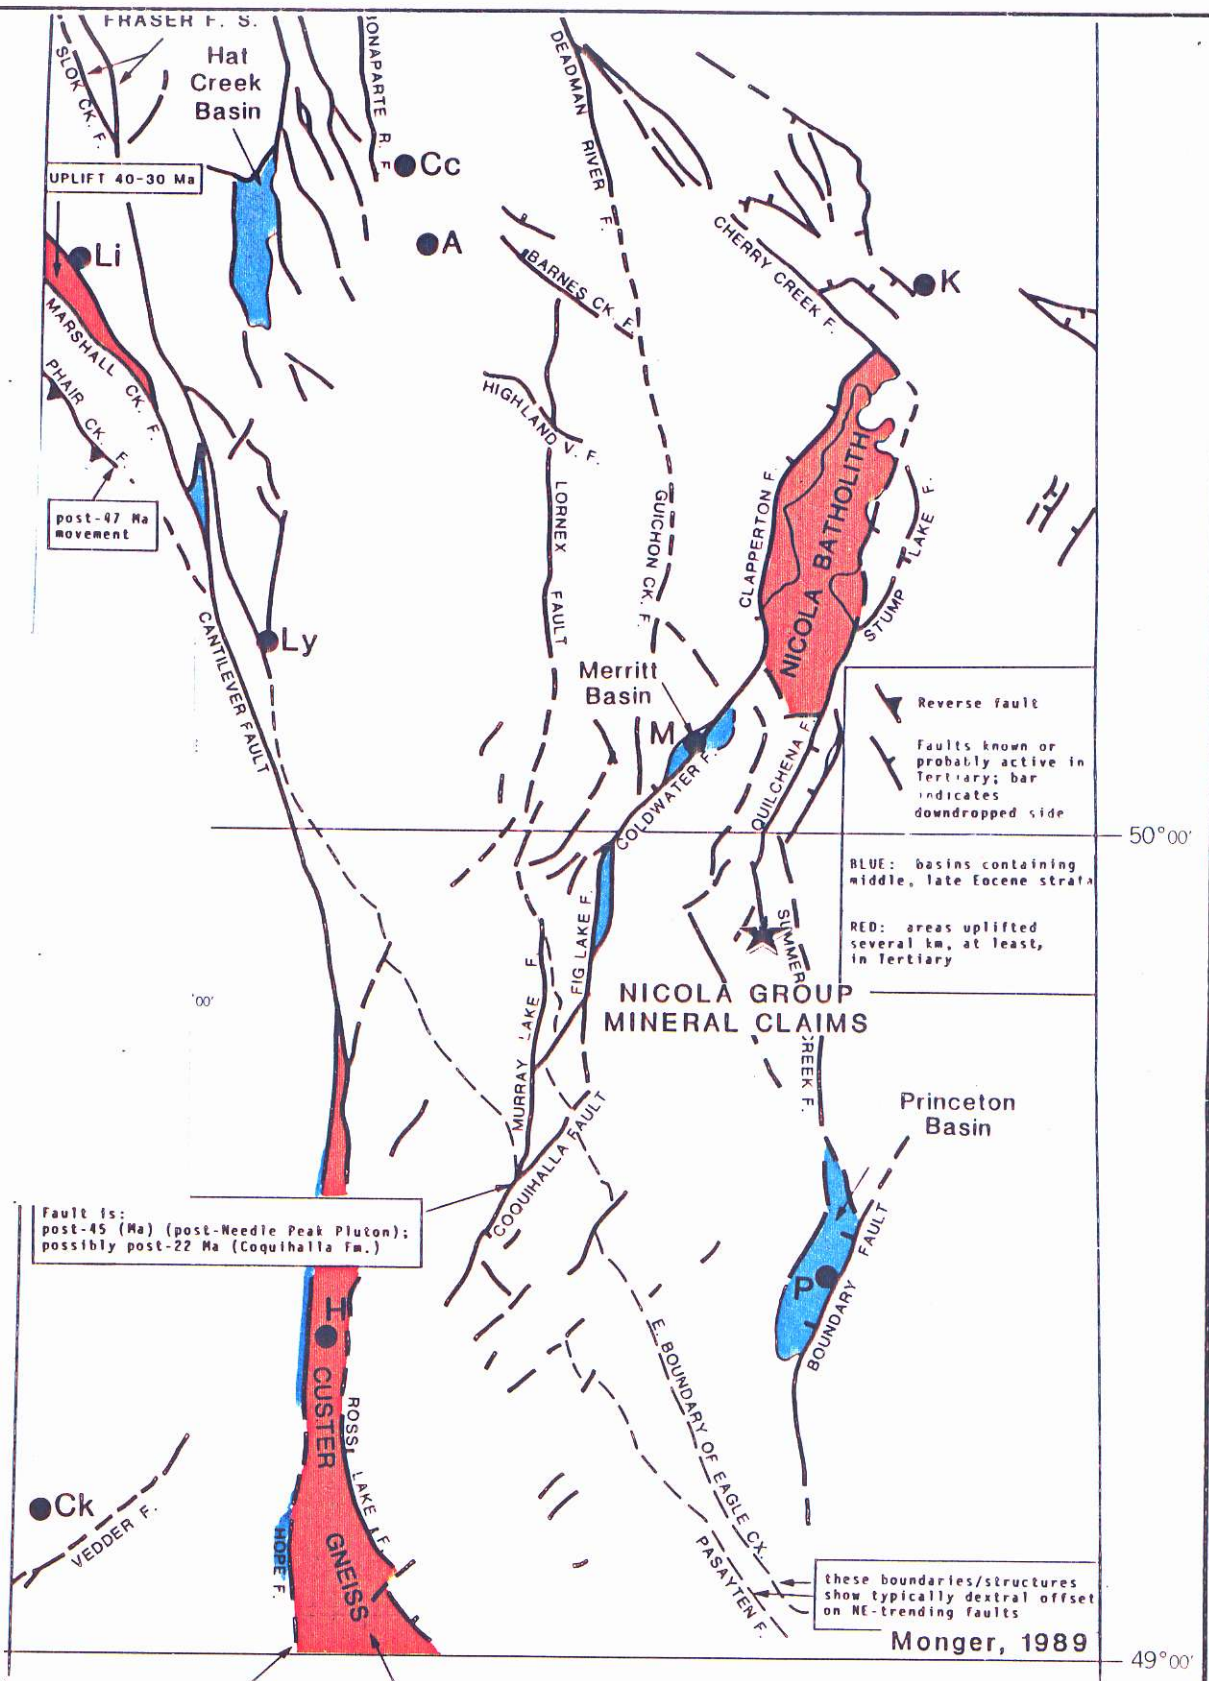 FRASER F. S.
SLOK CK. F.
Hat
Creek
Basin
BONAPARTE R. F
DEADMAN RIVER F.
UPLIFT 40-30 Ma
Cc
Li
A
BARNES CK. F.
CHERRY CREEK F.
K
MARSHALL CK. F.
PHAIR CK. F.
HIGHLAND V. F.
post-47 Ma
movement
LORNEX FAULT
GUICHON CK. F.
CLAPPERTON F.
NICOLA BATHOLITH
STUMP LAKE F.
CANTILEVER FAULT
Ly
Merritt
Basin
M
COLDWATER F.
QUILCHENA F.
Reverse fault
Faults known or
probably active in
Tertiary; bar
indicates
downdropped side
50°00'
BLUE: basins containing
middle, late Eocene strata
RED: areas uplifted
several km, at least,
in Tertiary
'00'
MURRAY LAKE F.
FIG LAKE F.
SUMMERS
CREEK F.
NICOLA GROUP
MINERAL CLAIMS
Princeton
Basin
COQUIHALLA FAULT
Fault is:
post-45 (Ma) (post-Needle Peak Pluton);
possibly post-22 Ma (Coquihalla Fm.)
P
BOUNDARY FAULT
H
CUSTER
GNEISS
ROSS LAKE F.
HOPE F.
E. BOUNDARY OF EAGLE CX.
PASAYTEN F.
Ck
VEDDER F.
these boundaries/structures
show typically dextral offset
on NE-trending faults
Monger, 1989
49°00'